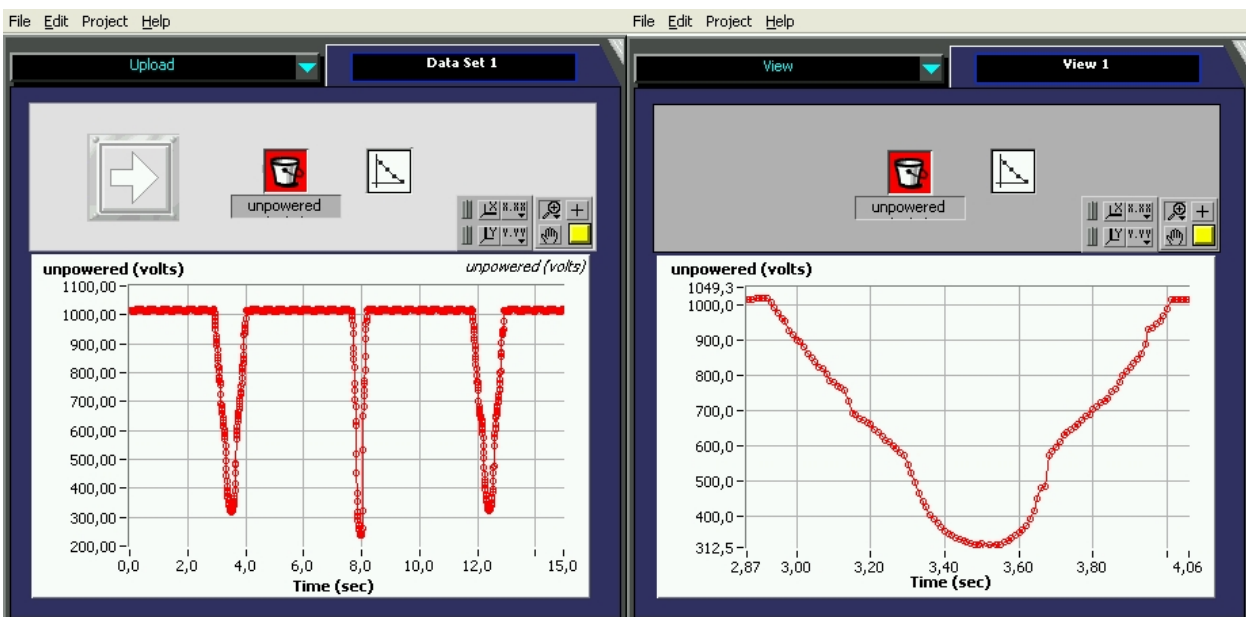 File Edit Project Help
Upload
Data Set 1
unpowered
unpowered (volts)
unpowered (volts)
1100,00
1000,00
900,00
800,00
700,00
600,00
500,00
400,00
300,00
200,00
0,0 2,0 4,0 6,0 8,0 10,0 12,0 15,0
Time (sec)
File Edit Project Help
View
View 1
unpowered
unpowered (volts)
1049,3
1000,0
800,0
700,0
600,0
500,0
400,0
312,5
2,87 3,00 3,20 3,40 3,60 3,80 4,06
Time (sec)